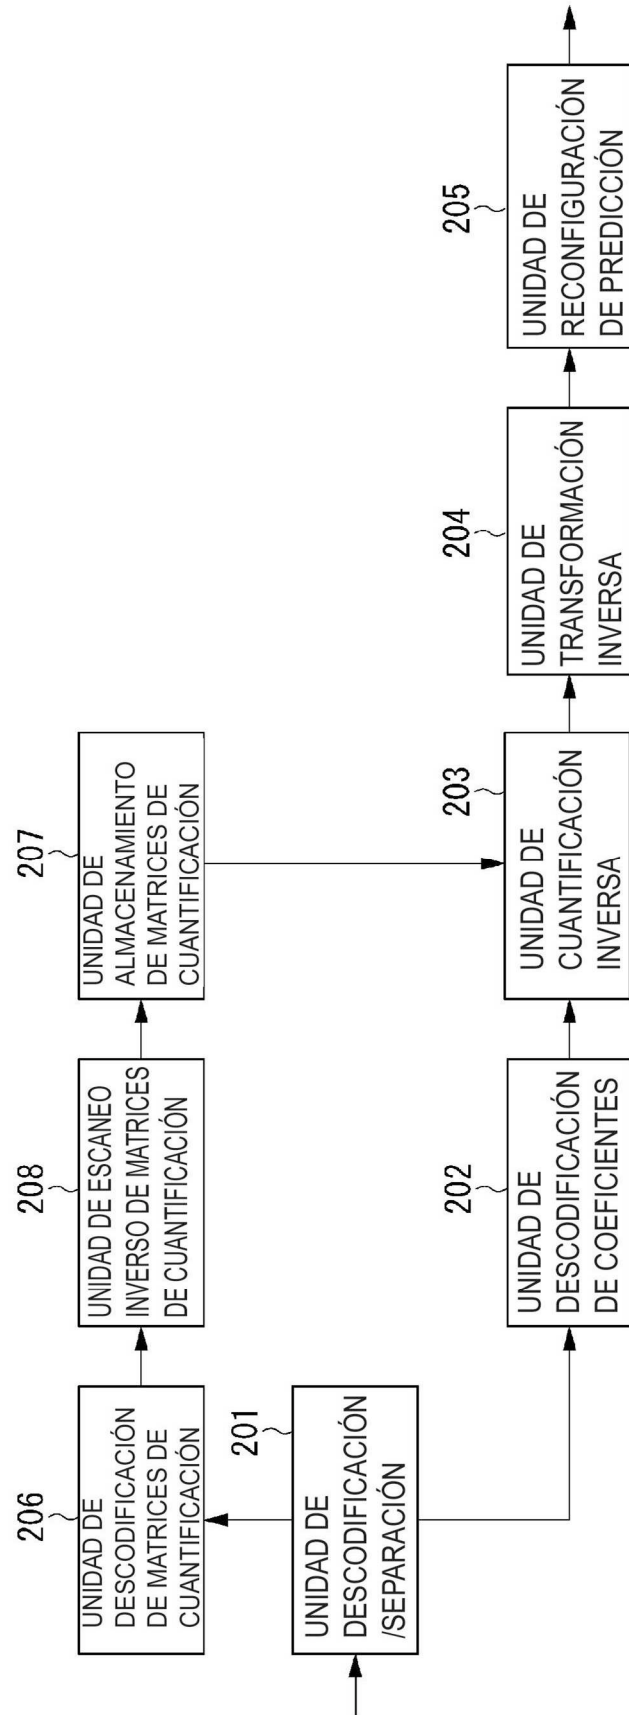 206
UNIDAD DE
DESCODIFICACIÓN
DE MATRICES DE
CUANTIFICACIÓN
208
UNIDAD DE ESCANEO
INVERSO DE MATRICES
DE CUANTIFICACIÓN
207
UNIDAD DE
ALMACENAMIENTO
DE MATRICES DE
CUANTIFICACIÓN
201
UNIDAD DE
DESCODIFICACIÓN
/SEPARACIÓN
202
UNIDAD DE
DESCODIFICACIÓN
DE COEFICIENTES
203
UNIDAD DE
CUANTIFICACIÓN
INVERSA
204
UNIDAD DE
TRANSFORMACIÓN
INVERSA
205
UNIDAD DE
RECONFIGURACIÓN
DE PREDICCIÓN